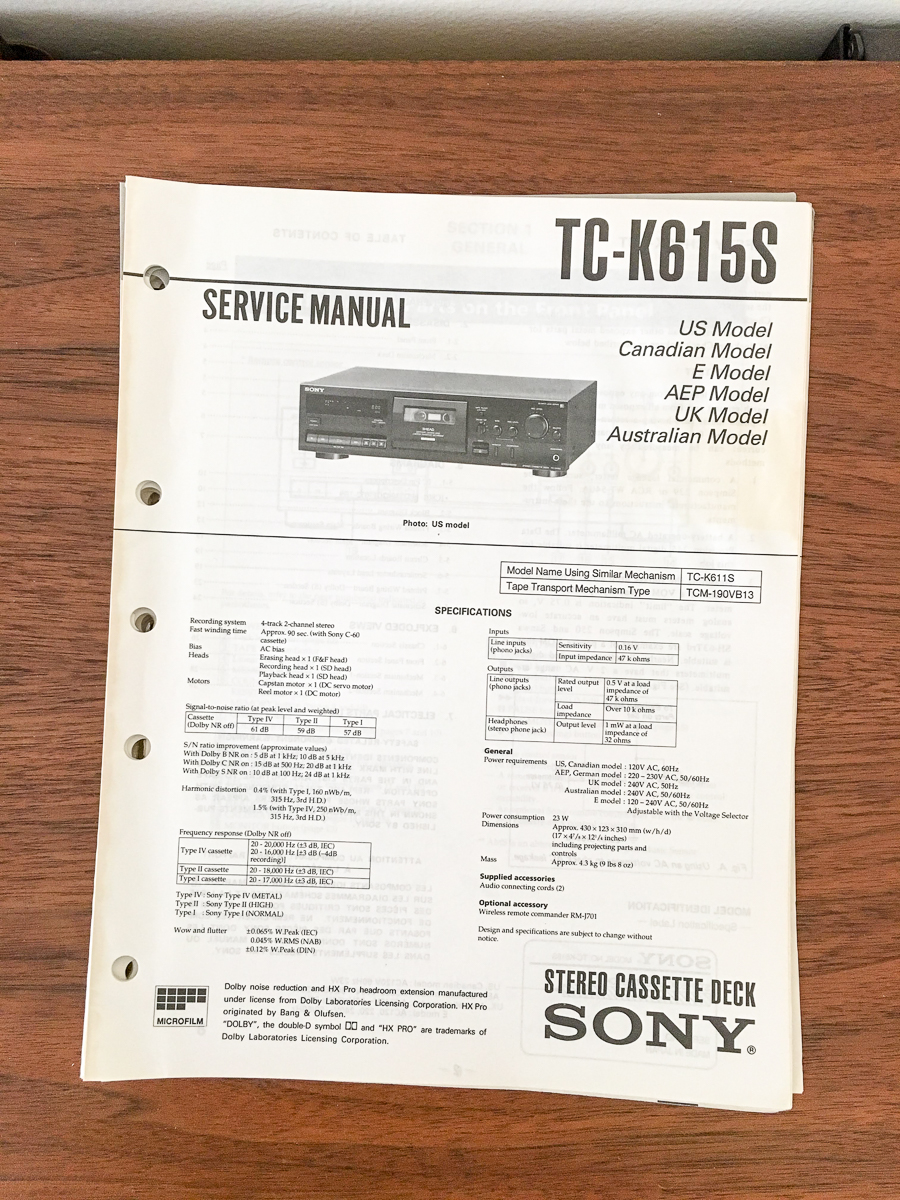 TC-K615S
SERVICE MANUAL
US Model
Canadian Model
E Model
AEP Model
UK Model
Australian Model
SONY
Photo: US model
Model Name Using Similar Mechanism TC-K611S
Tape Transport Mechanism Type TCM-190VB13
SPECIFICATIONS
Recording system 4-track 2-channel stereo
Fast winding time Approx. 90 sec. (with Sony C-60
cassette)
Bias AC bias
Heads Erasing head × 1 (F&F head)
Recording head × 1 (SD head)
Playback head × 1 (SD head)
Motors Capstan motor × 1 (DC servo motor)
Reel motor × 1 (DC motor)
Signal-to-noise ratio (at peak level and weighted)
Cassette Type IV Type II Type I
(Dolby NR off) 61 dB 59 dB 57 dB
S/N ratio improvement (approximate values)
With Dolby B NR on : 5 dB at 1 kHz; 10 dB at 5 kHz
With Dolby C NR on : 15 dB at 500 Hz; 20 dB at 1 kHz
With Dolby S NR on : 10 dB at 100 Hz; 24 dB at 1 kHz
Harmonic distortion 0.4% (with Type I, 160 nWb/m,
315 Hz, 3rd H.D.)
1.5% (with Type IV, 250 nWb/m,
315 Hz, 3rd H.D.)
Frequency response (Dolby NR off)
Type IV cassette 20 - 20,000 Hz (±3 dB, IEC)
20 - 16,000 Hz [±3 dB (-4dB
recording)]
Type II cassette 20 - 18,000 Hz (±3 dB, IEC)
Type I cassette 20 - 17,000 Hz (±3 dB, IEC)
Type IV : Sony Type IV (METAL)
Type II : Sony Type II (HIGH)
Type I : Sony Type I (NORMAL)
Wow and flutter ±0.065% W.Peak (IEC)
0.045% W.RMS (NAB)
±0.12% W.Peak (DIN)
Inputs
Line inputs Sensitivity 0.16 V
(phono jacks) Input impedance 47 k ohms
Outputs
Line outputs Rated output 0.5 V at a load
(phono jacks) level impedance of
47 k ohms
Load Over 10 k ohms
impedance
Headphones Output level 1 mW at a load
(stereo phone jack) impedance of
32 ohms
General
Power requirements US, Canadian model : 120V AC, 60Hz
AEP, German model : 220 – 230V AC, 50/60Hz
UK model : 240V AC, 50Hz
Australian model : 240V AC, 50/60Hz
E model : 120 – 240V AC, 50/60Hz
Adjustable with the Voltage Selector
Power consumption 23 W
Dimensions Approx. 430 × 123 × 310 mm (w/h/d)
including projecting parts and
controls
Mass Approx. 4.3 kg (9 lbs 8 oz)
Supplied accessories
Audio connecting cords (2)
Optional accessory
Wireless remote commander RM-J701
Design and specifications are subject to change without
notice.
MICROFILM
Dolby noise reduction and HX Pro headroom extension manufactured
under license from Dolby Laboratories Licensing Corporation. HX Pro
originated by Bang & Olufsen.
"DOLBY", the double-D symbol and "HX PRO" are trademarks of
Dolby Laboratories Licensing Corporation.
STEREO CASSETTE DECK
SONY®